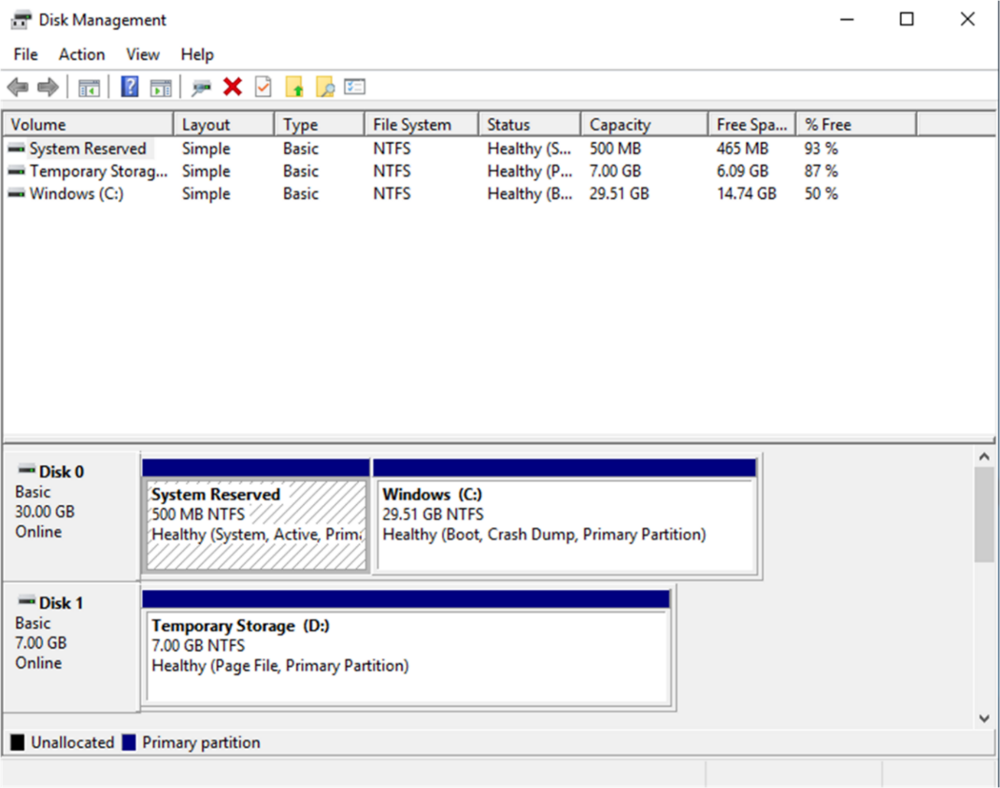 Disk Management
File Action View Help
Volume Layout Type File System Status Capacity Free Spa... % Free
System Reserved Simple Basic NTFS Healthy (S... 500 MB 465 MB 93 %
Temporary Storag... Simple Basic NTFS Healthy (P... 7.00 GB 6.09 GB 87 %
Windows (C:) Simple Basic NTFS Healthy (B... 29.51 GB 14.74 GB 50 %
Disk 0
Basic
30.00 GB
Online
System Reserved
500 MB NTFS
Healthy (System, Active, Prima
Windows (C:)
29.51 GB NTFS
Healthy (Boot, Crash Dump, Primary Partition)
Disk 1
Basic
7.00 GB
Online
Temporary Storage (D:)
7.00 GB NTFS
Healthy (Page File, Primary Partition)
Unallocated Primary partition